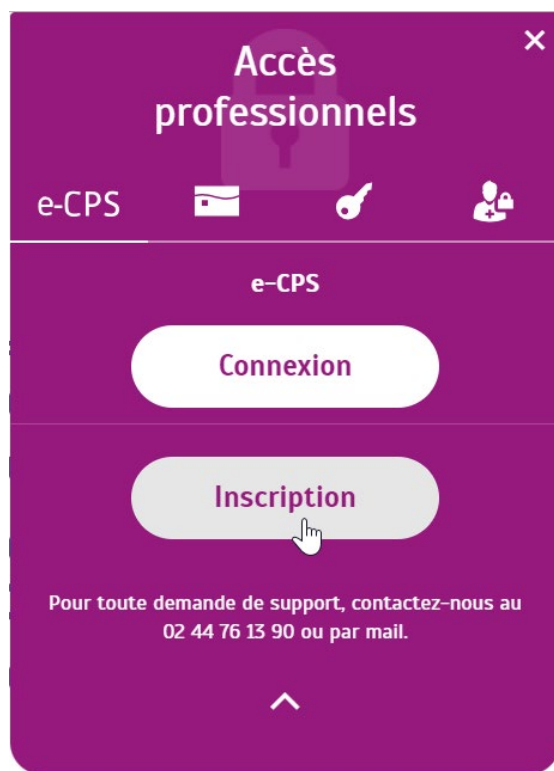 Accès
professionnels
e-CPS
e-CPS
Connexion
Inscription
Pour toute demande de support, contactez-nous au
02 44 76 13 90 ou par mail.